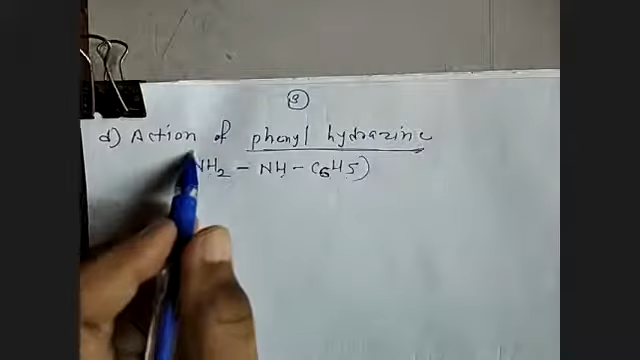 3
d) Action of phenyl hydrazine
NH2 - NH - C6H5)